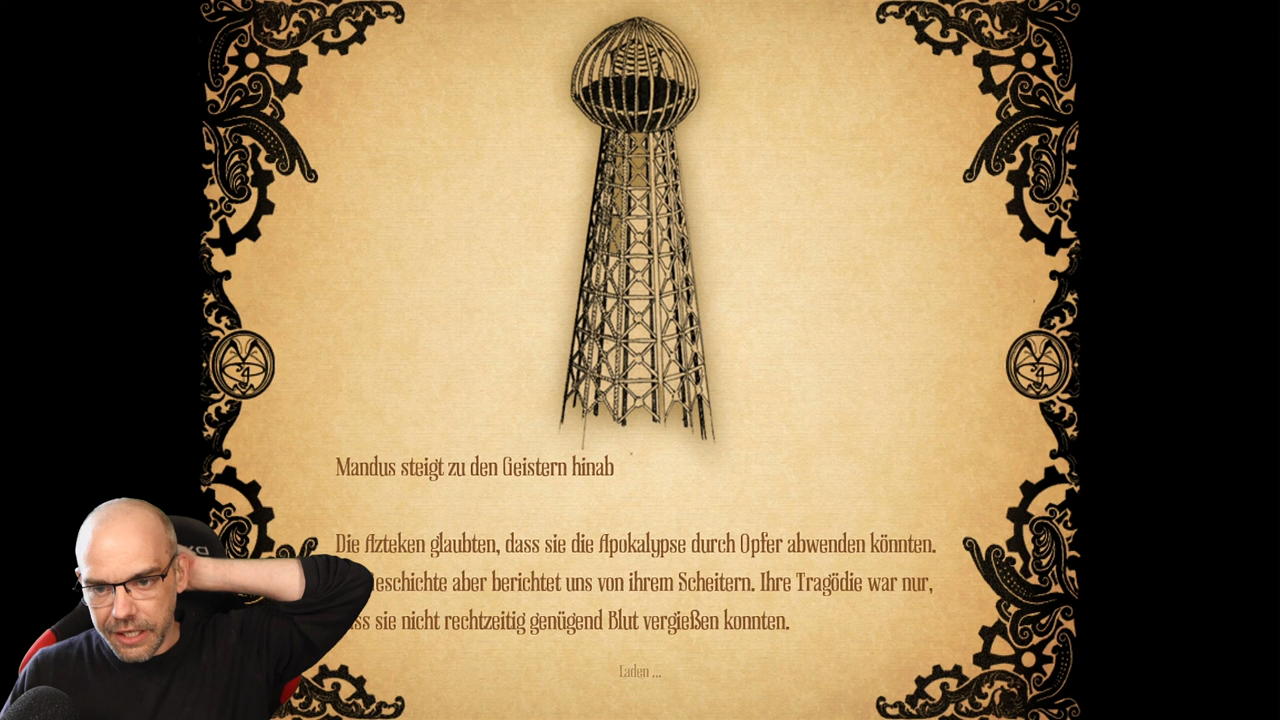 Mandus steigt zu den Geistern hinab
Die Azteken glaubten, dass sie die Apokalypse durch Opfer abwenden könnten.
aber berichtet uns von ihrem Scheitern. Ihre Tragödie war nur,
sie nicht rechtzeitig genügend Blut vergießen konnten.
Laden ...